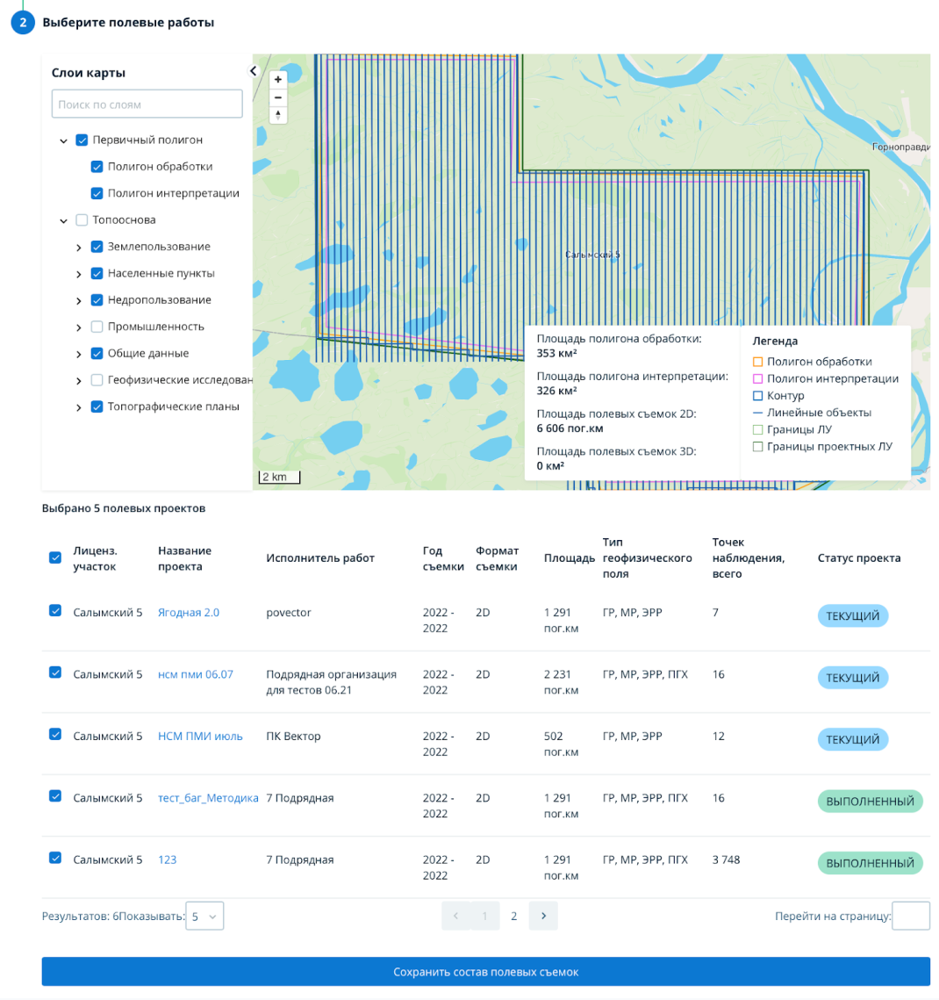 2 Выберите полевые работы
Слои карты
Поиск по слоям
Первичный полигон
Полигон обработки
Полигон интерпретации
Топооснова
Землепользование
Населенные пункты
Недропользование
Промышленность
Общие данные
Геофизические исследован
Топографические планы
+
−
Горноправди
Салымский 5
2 km
Площадь полигона обработки:
353 км²
Площадь полигона интерпретации:
326 км²
Площадь полевых съемок 2D:
6 606 пог.км
Площадь полевых съемок 3D:
0 км²
Легенда
Полигон обработки
Полигон интерпретации
Контур
Линейные объекты
Границы ЛУ
Границы проектных ЛУ
Выбрано 5 полевых проектов
Лиценз. участок Название проекта Исполнитель работ Год съемки Формат съемки Площадь Тип геофизического поля Точек наблюдения, всего Статус проекта
Салымский 5 Ягодная 2.0 povector 2022 - 2022 2D 1 291 пог.км ГР, МР, ЭРР 7 ТЕКУЩИЙ
Салымский 5 нсм пми 06.07 Подрядная организация для тестов 06.21 2022 - 2022 2D 2 231 пог.км ГР, МР, ЭРР, ПГХ 16 ТЕКУЩИЙ
Салымский 5 НСМ ПМИ июль ПК Вектор 2022 - 2022 2D 502 пог.км ГР, МР, ЭРР 12 ТЕКУЩИЙ
Салымский 5 тест_баг_Методика 7 Подрядная 2022 - 2022 2D 1 291 пог.км ГР, МР, ЭРР, ПГХ 16 ВЫПОЛНЕННЫЙ
Салымский 5 123 7 Подрядная 2022 - 2022 2D 1 291 пог.км ГР, МР, ЭРР, ПГХ 3 748 ВЫПОЛНЕННЫЙ
Результатов: 6Показывать: 5 1 2 Перейти на страницу:
Сохранить состав полевых съемок